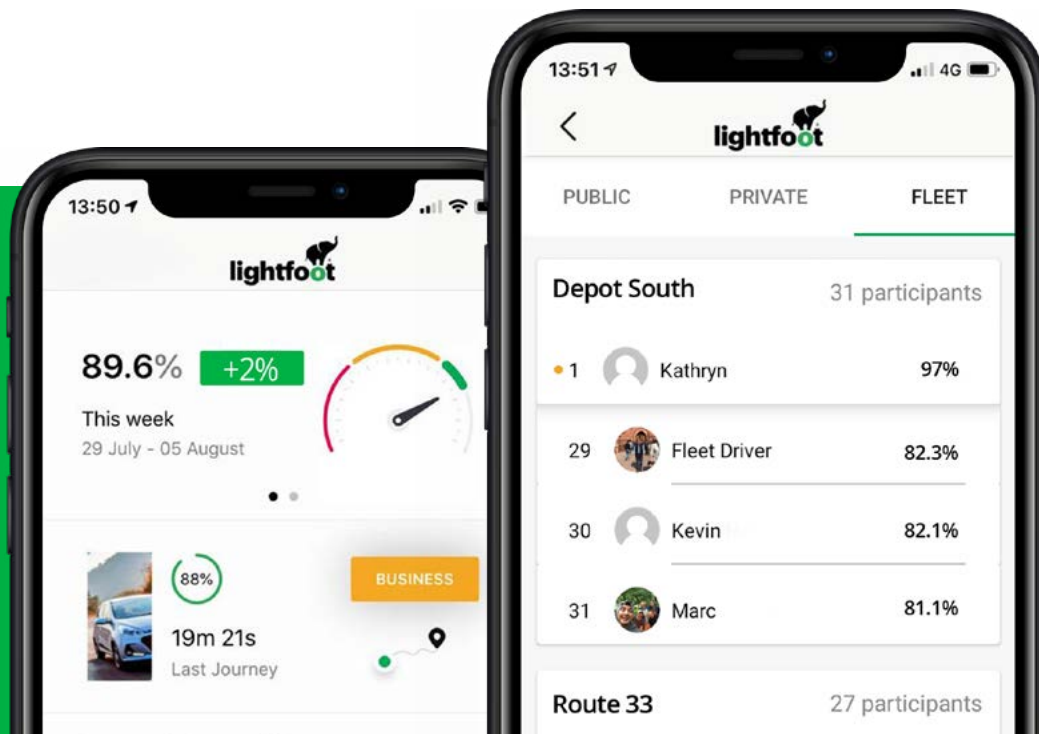 13:50
lightfoot
89.6% +2%
This week
29 July - 05 August
88%
BUSINESS
19m 21s
Last Journey
13:51 4G
lightfoot
PUBLIC PRIVATE FLEET
Depot South 31 participants
1 Kathryn 97%
29 Fleet Driver 82.3%
30 Kevin 82.1%
31 Marc 81.1%
Route 33 27 participants